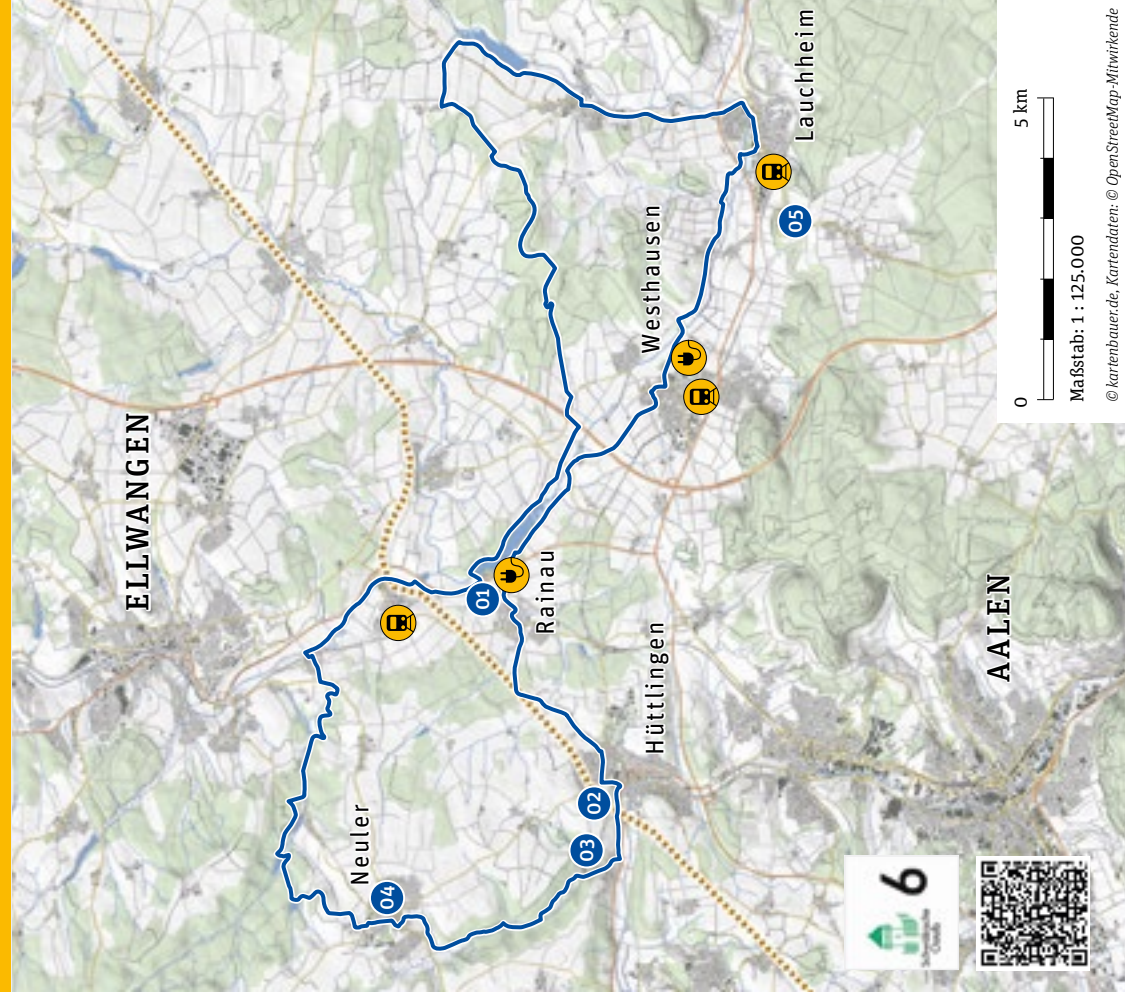 ELLWANGEN
Neuler
04
01
Rainau
03
02
Hüttlingen
Westhausen
Lauchheim
05
AALEN
6
0
5 km
Maßstab: 1 : 125.000
© kartenbauer.de, Kartendaten: © OpenStreetMap-Mitwirkende